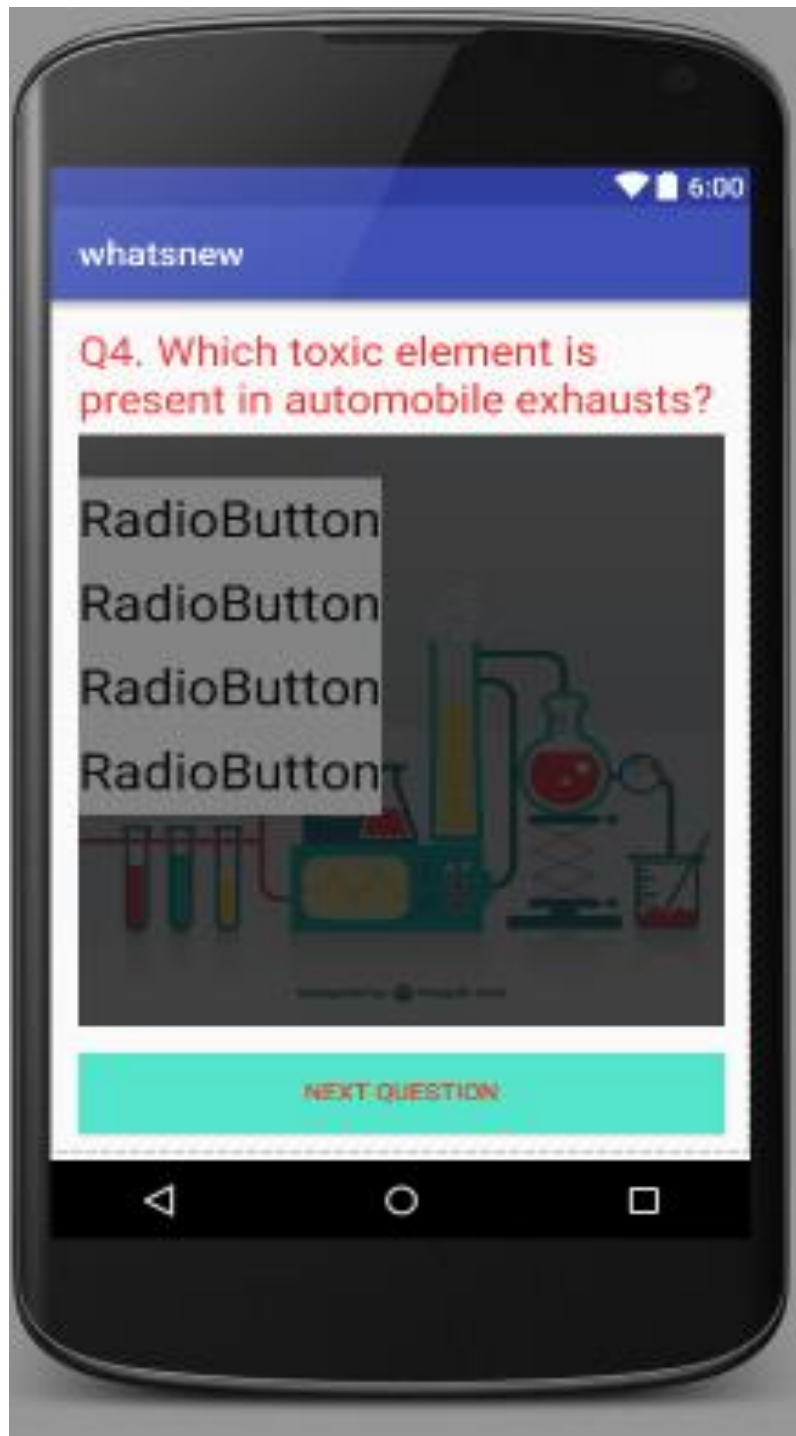 6:00
whatsnew
Q4. Which toxic element is
present in automobile exhausts?
RadioButton
RadioButton
RadioButton
RadioButton
NEXT QUESTION